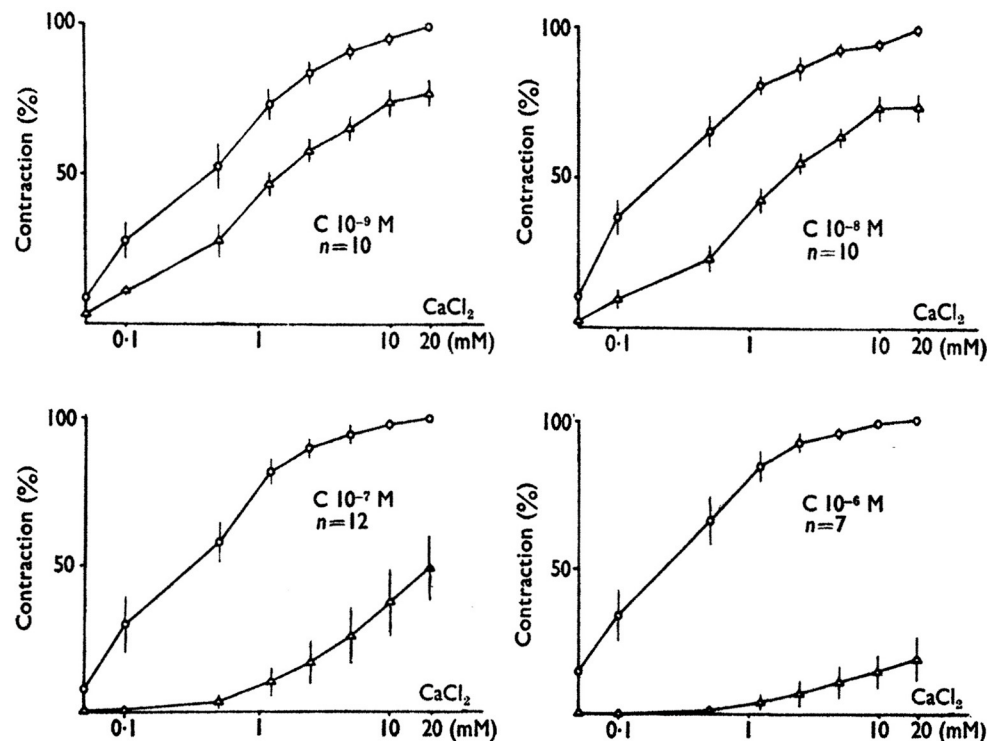 100
50
Contraction (%)
C 10⁻⁹ M
n=10
CaCl₂
0·1 1 10 20 (mM)
100
50
Contraction (%)
C 10⁻⁸ M
n=10
CaCl₂
0·1 1 10 20 (mM)
100
50
Contraction (%)
C 10⁻⁷ M
n=12
CaCl₂
0·1 1 10 20 (mM)
100
50
Contraction (%)
C 10⁻⁶ M
n=7
CaCl₂
0·1 1 10 20 (mM)